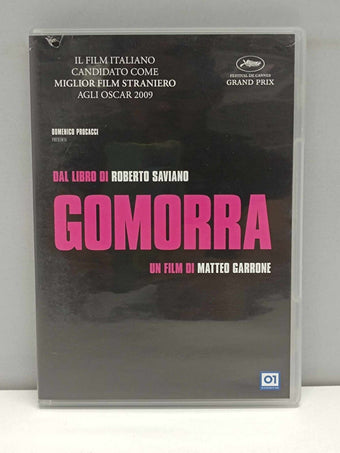 IL FILM ITALIANO
CANDIDATO COME
MIGLIOR FILM STRANIERO
AGLI OSCAR 2009
FESTIVAL DE CANNES
GRAND PRIX
DOMENICO PROCACCI
PRESENTA
DAL LIBRO DI ROBERTO SAVIANO
GOMORRA
UN FILM DI MATTEO GARRONE
01